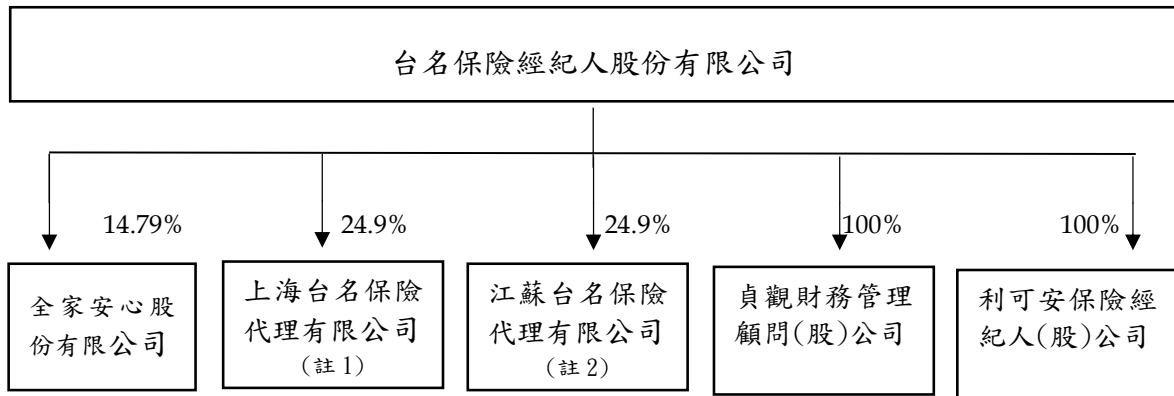 台名保險經紀人股份有限公司
14.79%
24.9%
24.9%
100%
100%
全家安心股
份有限公司
上海台名保險
代理有限公司
(註1)
江蘇台名保險
代理有限公司
(註2)
貞觀財務管理
顧問(股)公司
利可安保險經
紀人(股)公司